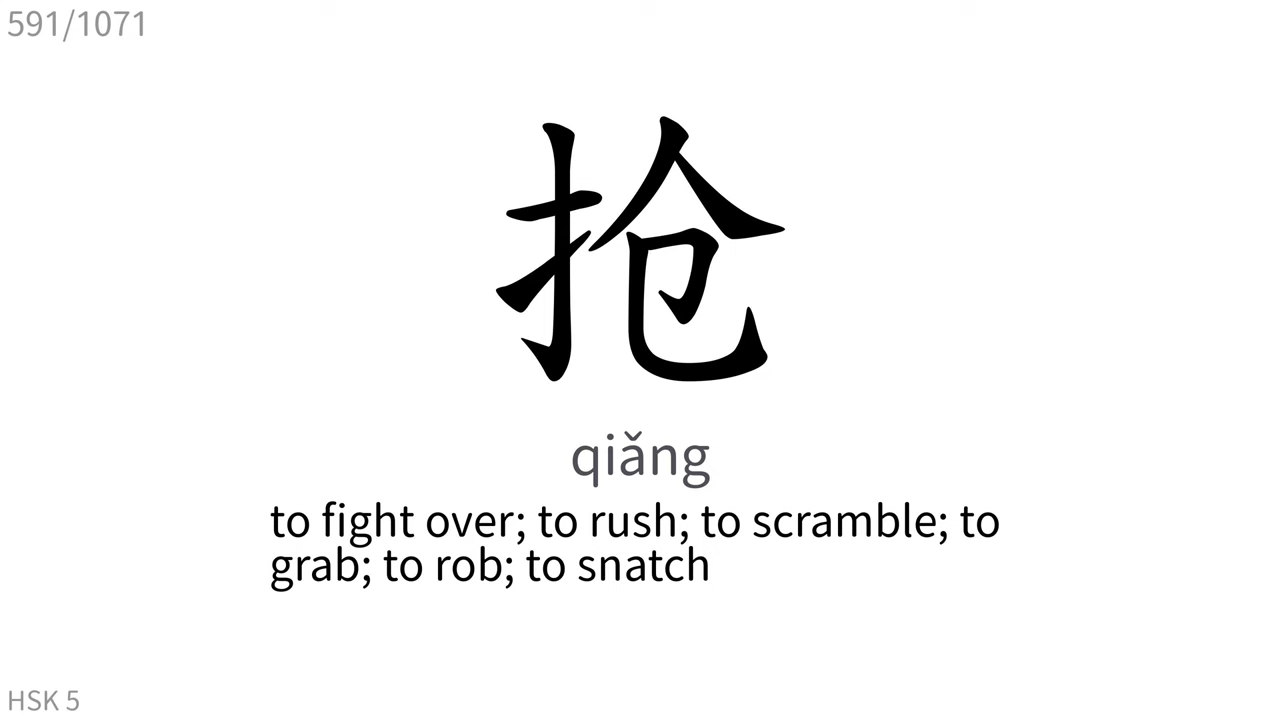 591/1071
抢
qiǎng
to fight over; to rush; to scramble; to
grab; to rob; to snatch
HSK 5